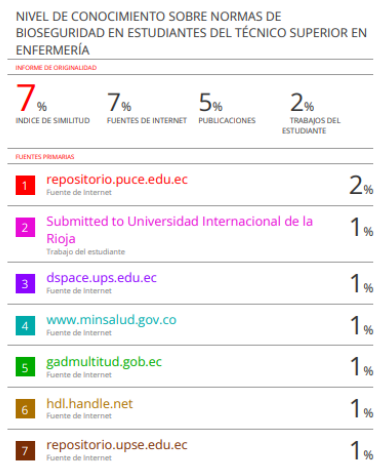 NIVEL DE CONOCIMIENTO SOBRE NORMAS DE
BIOSEGURIDAD EN ESTUDIANTES DEL TÉCNICO SUPERIOR EN
ENFERMERÍA
INFORME DE ORIGINALIDAD
7% 7% 5% 2%
INDICE DE SIMILITUD FUENTES DE INTERNET PUBLICACIONES TRABAJOS DEL
ESTUDIANTE
FUENTES PRIMARIAS
1 repositorio.puce.edu.ec 2%
Fuente de Internet
2 Submitted to Universidad Internacional de la 1%
Rioja
Trabajo del estudiante
3 dspace.ups.edu.ec 1%
Fuente de Internet
4 www.minsalud.gov.co 1%
Fuente de Internet
5 gadmultitud.gob.ec 1%
Fuente de Internet
6 hdl.handle.net 1%
Fuente de Internet
7 repositorio.upse.edu.ec 1%
Fuente de Internet